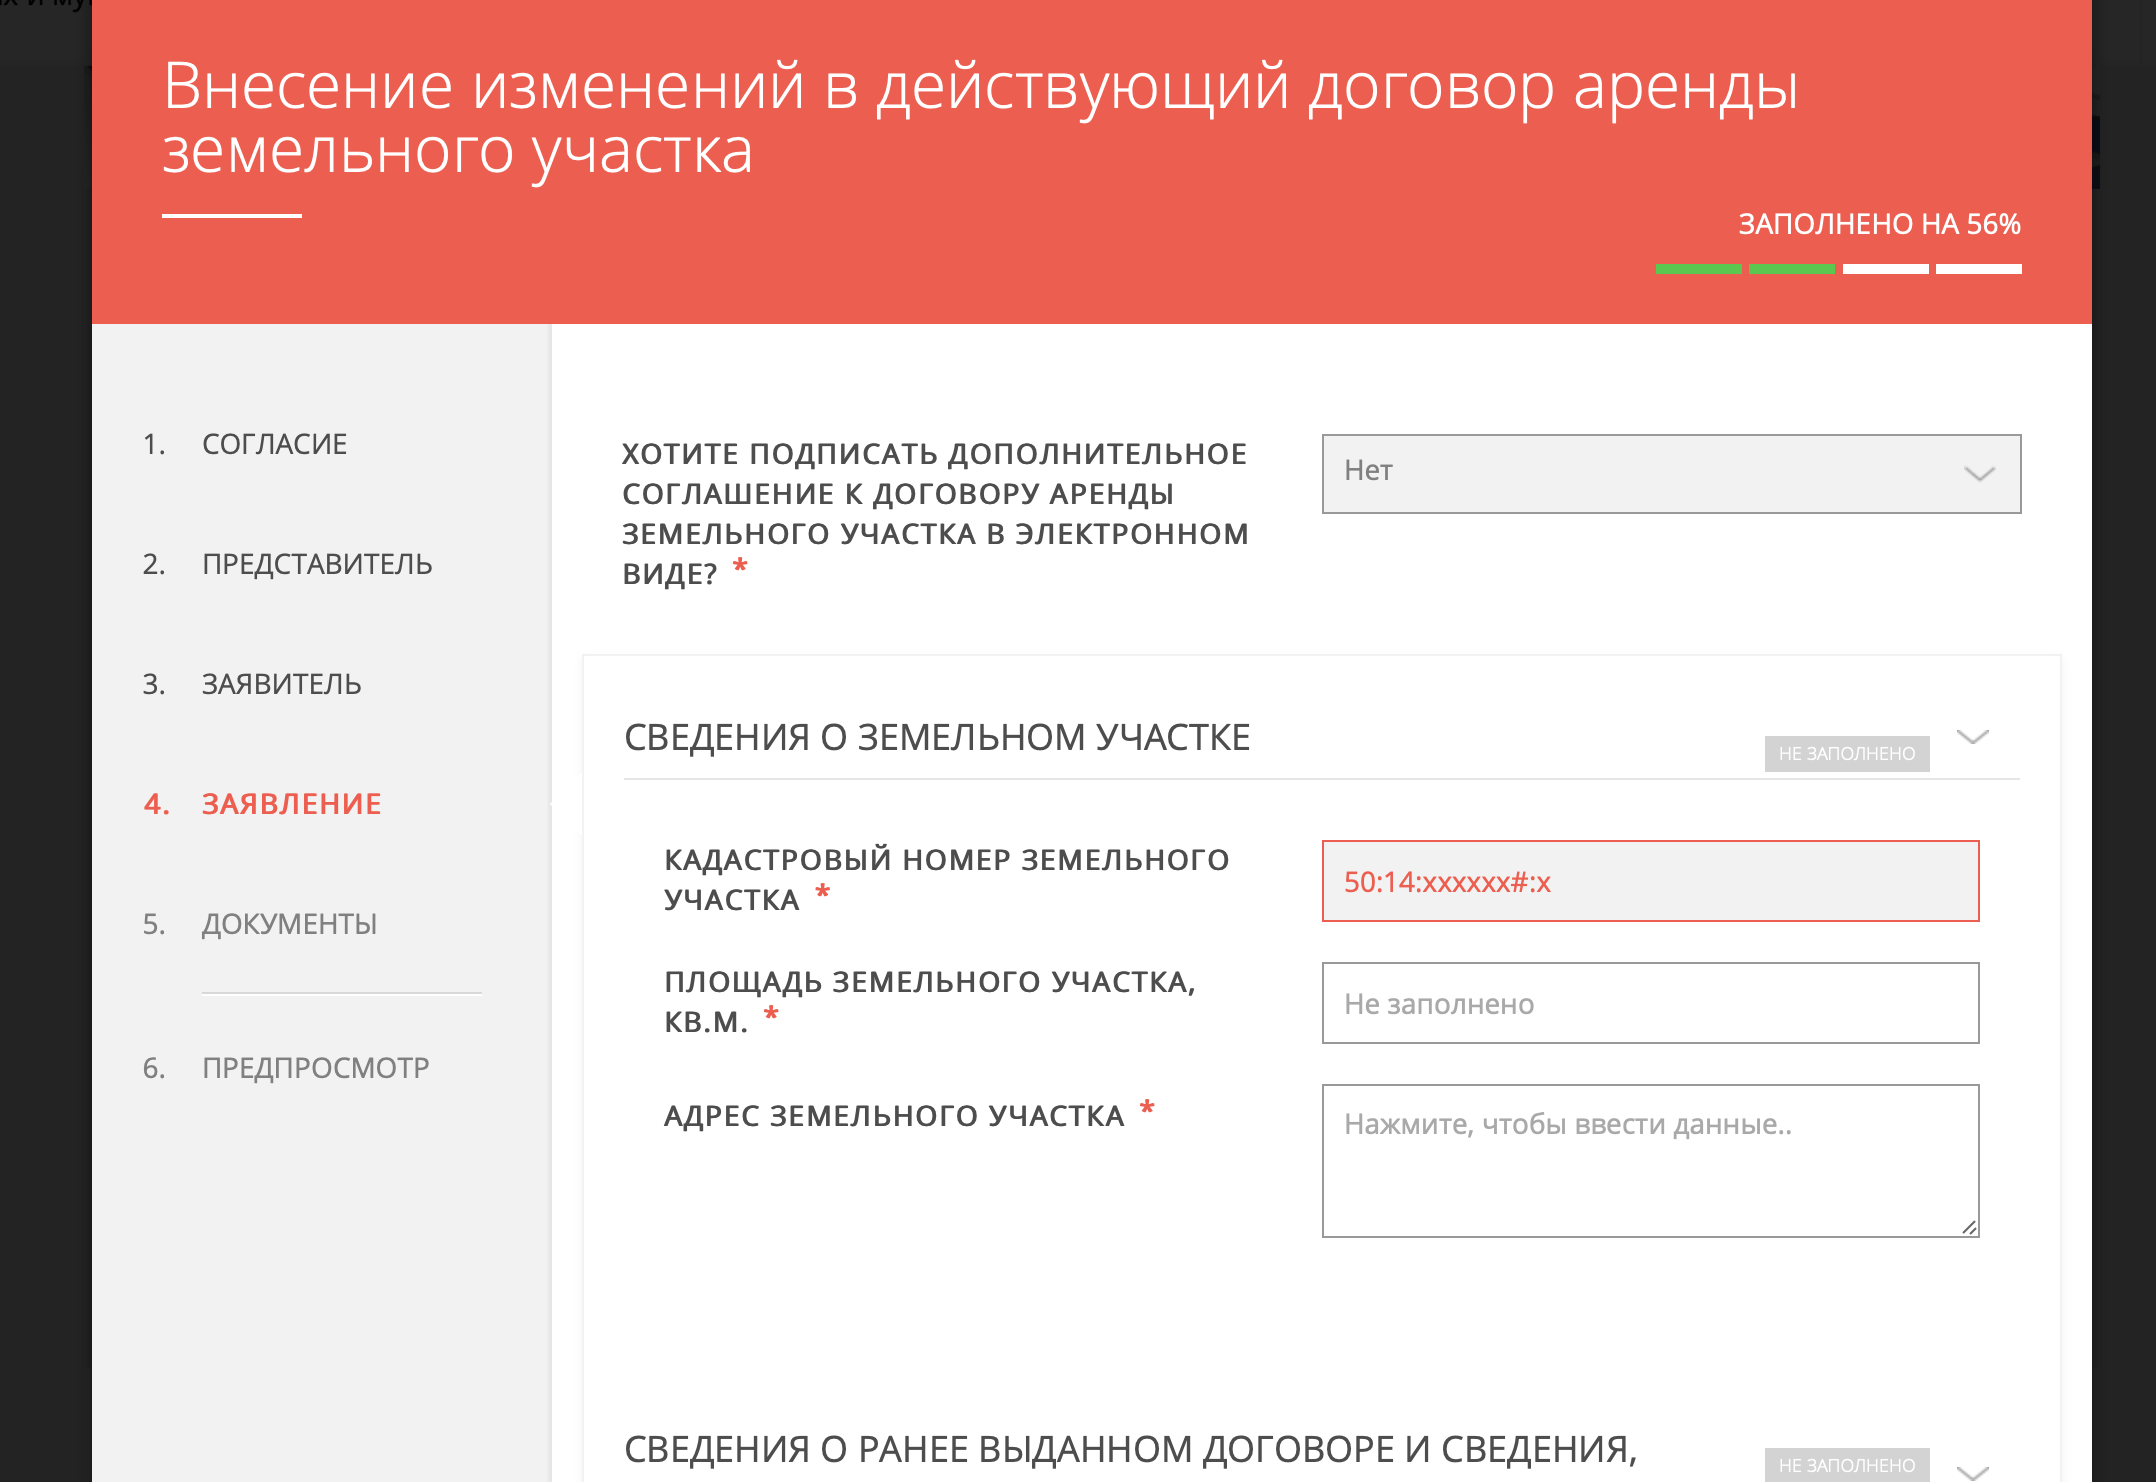 Внесение изменений в действующий договор аренды
земельного участка
ЗАПОЛНЕНО НА 56%
1. СОГЛАСИЕ
2. ПРЕДСТАВИТЕЛЬ
3. ЗАЯВИТЕЛЬ
4. ЗАЯВЛЕНИЕ
5. ДОКУМЕНТЫ
6. ПРЕДПРОСМОТР
ХОТИТЕ ПОДПИСАТЬ ДОПОЛНИТЕЛЬНОЕ
СОГЛАШЕНИЕ К ДОГОВОРУ АРЕНДЫ
ЗЕМЕЛЬНОГО УЧАСТКА В ЭЛЕКТРОННОМ
ВИДЕ? *
Нет
СВЕДЕНИЯ О ЗЕМЕЛЬНОМ УЧАСТКЕ
НЕ ЗАПОЛНЕНО
КАДАСТРОВЫЙ НОМЕР ЗЕМЕЛЬНОГО
УЧАСТКА *
50:14:xxxxxx#:x
ПЛОЩАДЬ ЗЕМЕЛЬНОГО УЧАСТКА,
КВ.М. *
Не заполнено
АДРЕС ЗЕМЕЛЬНОГО УЧАСТКА *
Нажмите, чтобы ввести данные..
СВЕДЕНИЯ О РАНЕЕ ВЫДАННОМ ДОГОВОРЕ И СВЕДЕНИЯ,
НЕ ЗАПОЛНЕНО